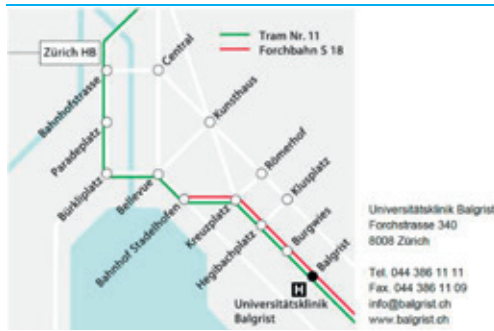 Tram Nr. 11
Forchbahn S 18
Zürich HB
Central
Bahnhofstrasse
Kunsthaus
Paradeplatz
Römerhof
Bürkliplatz
Bellevue
Klusplatz
Bahnhof Stadelhofen
Kreuzplatz
Hegibachplatz
Burgwies
Balgrist
H
Universitätsklinik
Balgrist
Universitätsklinik Balgrist
Forchstrasse 340
8008 Zürich
Tel. 044 386 11 11
Fax. 044 386 11 09
info@balgrist.ch
www.balgrist.ch